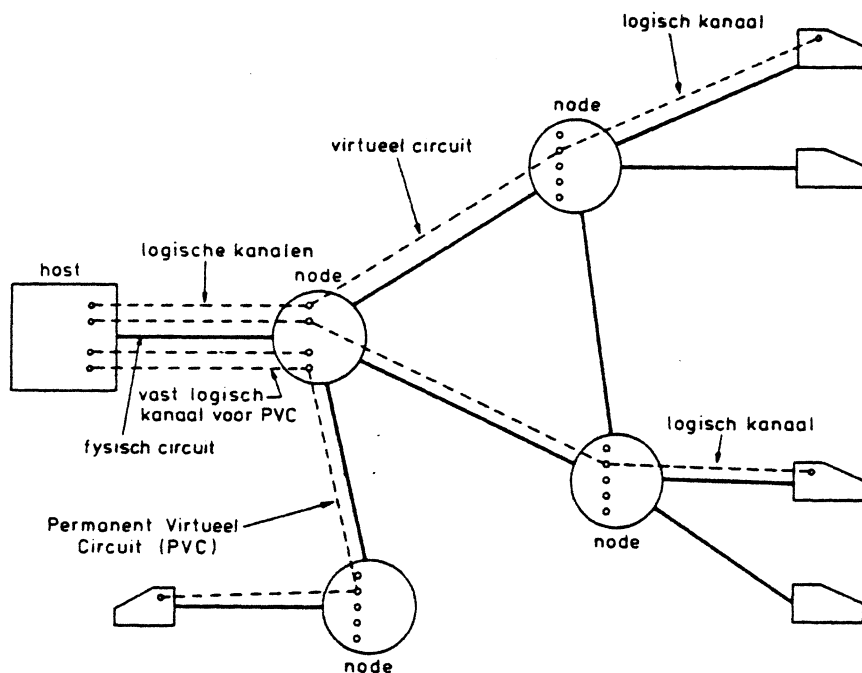 logisch kanaal
node
virtueel circuit
logische kanalen
host
node
vast logisch
kanaal voor PVC
fysisch circuit
logisch kanaal
Permanent Virtueel
Circuit (PVC)
node
node